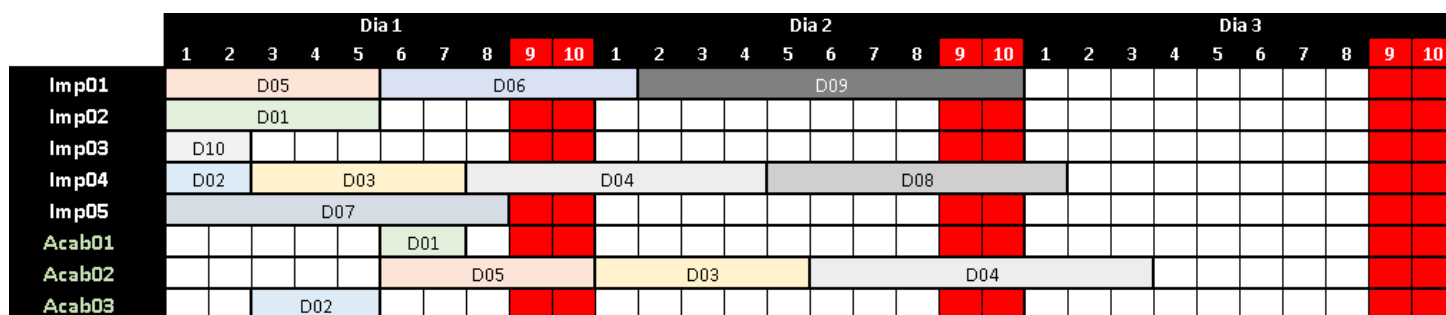 Dia 1 Dia 2 Dia 3
1 2 3 4 5 6 7 8 9 10 1 2 3 4 5 6 7 8 9 10 1 2 3 4 5 6 7 8 9 10
Imp01 D05 D06 D09
Imp02 D01
Imp03 D10
Imp04 D02 D03 D04 D08
Imp05 D07
Acab01 D01
Acab02 D05 D03 D04
Acab03 D02